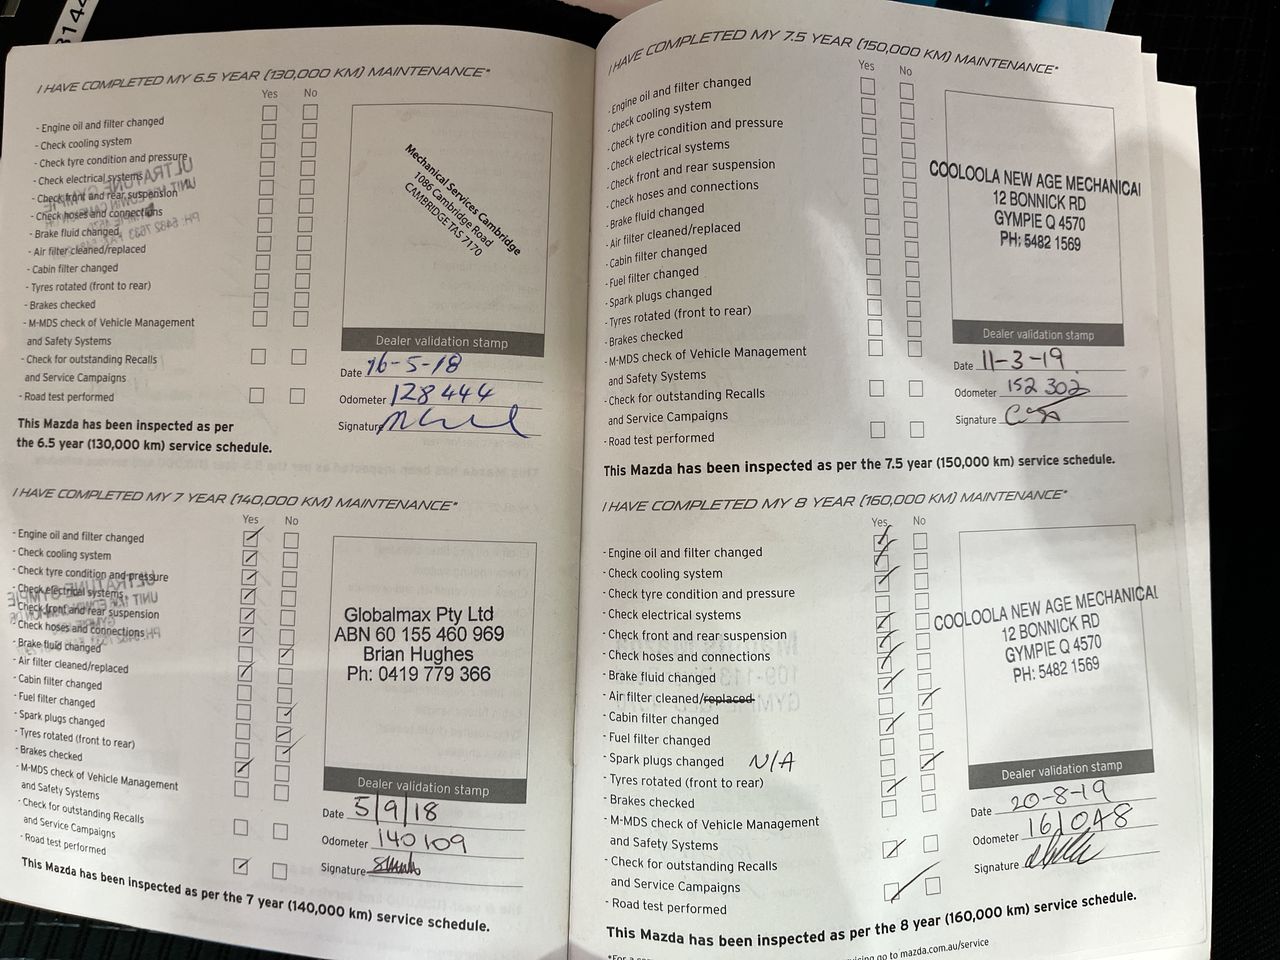 I HAVE COMPLETED MY 6.5 YEAR (130,000 KM) MAINTENANCE*
Yes No
- Engine oil and filter changed
- Check cooling system
- Check tyre condition and pressure
- Check electrical systems
- Check front and rear suspension
- Check hoses and connections
- Brake fluid changed
- Air filter cleaned/replaced
- Cabin filter changed
- Tyres rotated (front to rear)
- Brakes checked
- M-MDS check of Vehicle Management
and Safety Systems
- Check for outstanding Recalls
and Service Campaigns
- Road test performed
Mechanical Services Cambridge
1086 Cambridge Road
CAMBRIDGE TAS 7170
Dealer validation stamp
Date 16-5-18
Odometer 128444
Signature
This Mazda has been inspected as per
the 6.5 year (130,000 km) service schedule.
I HAVE COMPLETED MY 7 YEAR (140,000 KM) MAINTENANCE*
Yes No
- Engine oil and filter changed
- Check cooling system
- Check tyre condition and pressure
- Check electrical systems
- Check front and rear suspension
- Check hoses and connections
- Brake fluid changed
- Air filter cleaned/replaced
- Cabin filter changed
- Fuel filter changed
- Spark plugs changed
- Tyres rotated (front to rear)
- Brakes checked
- M-MDS check of Vehicle Management
and Safety Systems
- Check for outstanding Recalls
and Service Campaigns
- Road test performed
Globalmax Pty Ltd
ABN 60 155 460 969
Brian Hughes
Ph: 0419 779 366
Dealer validation stamp
Date 5/9/18
Odometer 140109
Signature
This Mazda has been inspected as per the 7 year (140,000 km) service schedule.
I HAVE COMPLETED MY 7.5 YEAR (150,000 KM) MAINTENANCE*
Yes No
- Engine oil and filter changed
- Check cooling system
- Check tyre condition and pressure
- Check electrical systems
- Check front and rear suspension
- Check hoses and connections
- Brake fluid changed
- Air filter cleaned/replaced
- Cabin filter changed
- Fuel filter changed
- Spark plugs changed
- Tyres rotated (front to rear)
- Brakes checked
- M-MDS check of Vehicle Management
and Safety Systems
- Check for outstanding Recalls
and Service Campaigns
- Road test performed
COOLOOLA NEW AGE MECHANICAL
12 BONNICK RD
GYMPIE Q 4570
PH: 5482 1569
Dealer validation stamp
Date 11-3-19
Odometer 152 302
Signature
This Mazda has been inspected as per the 7.5 year (150,000 km) service schedule.
I HAVE COMPLETED MY 8 YEAR (160,000 KM) MAINTENANCE*
Yes No
- Engine oil and filter changed
- Check cooling system
- Check tyre condition and pressure
- Check electrical systems
- Check front and rear suspension
- Check hoses and connections
- Brake fluid changed
- Air filter cleaned/replaced
- Cabin filter changed
- Fuel filter changed
- Spark plugs changed N/A
- Tyres rotated (front to rear)
- Brakes checked
- M-MDS check of Vehicle Management
and Safety Systems
- Check for outstanding Recalls
and Service Campaigns
- Road test performed
COOLOOLA NEW AGE MECHANICAL
12 BONNICK RD
GYMPIE Q 4570
PH: 5482 1569
Dealer validation stamp
Date 20-8-19
Odometer 161048
Signature
This Mazda has been inspected as per the 8 year (160,000 km) service schedule.
go to mazda.com.au/service